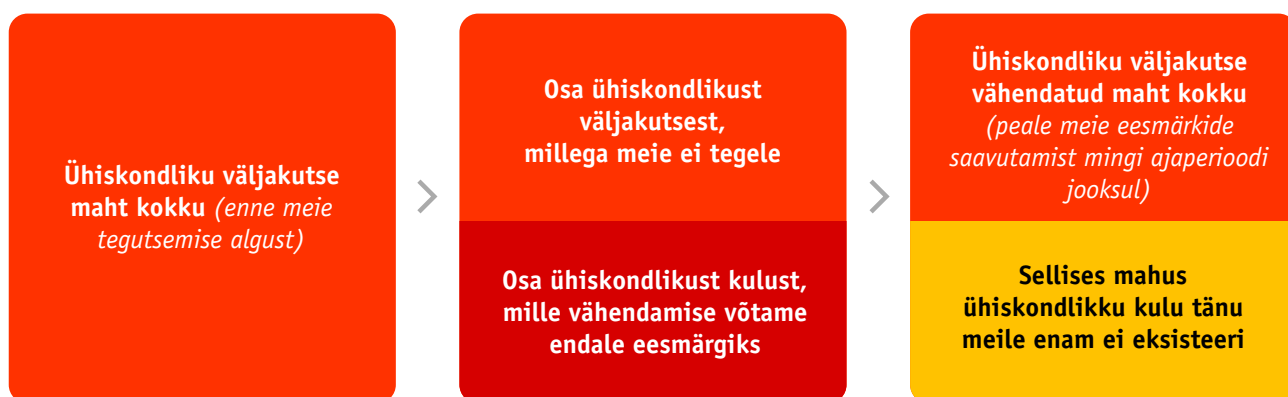 Ühiskondliku väljakutse
maht kokku (enne meie
tegutsemise algust)
Osa ühiskondlikust
väljakutsest,
millega meie ei tegele
Osa ühiskondlikust kulust,
mille vähendamise võtame
endale eesmärgiks
Ühiskondliku väljakutse
vähendatud maht kokku
(peale meie eesmärkide
saavutamist mingi ajaperioodi
jooksul)
Sellises mahus
ühiskondlikku kulu tänu
meile enam ei eksisteeri